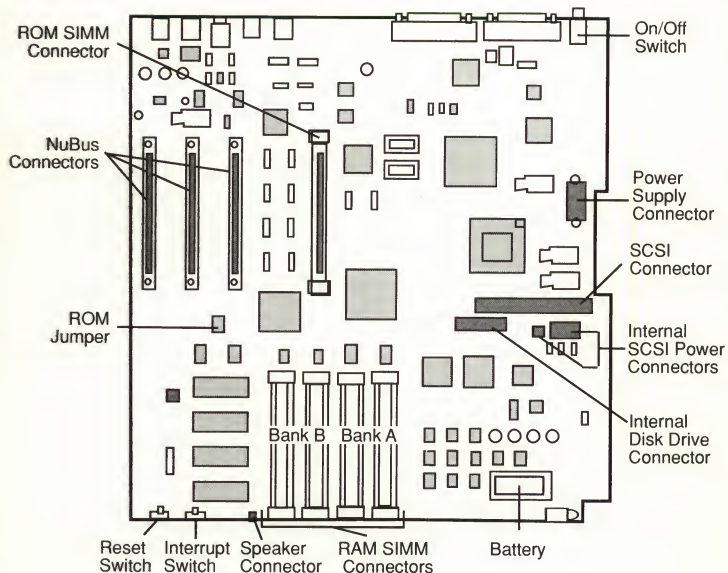 ROM SIMM
Connector
On/Off
Switch
NuBus
Connectors
Power
Supply
Connector
SCSI
Connector
ROM
Jumper
Internal
SCSI Power
Connectors
Bank B
Bank A
Internal
Disk Drive
Connector
Reset
Switch
Interrupt
Switch
Speaker
Connector
RAM SIMM
Connectors
Battery